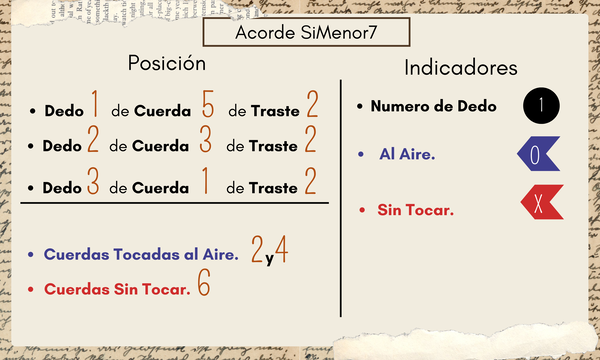 Acorde SiMenor7
Posición
Dedo 1 de Cuerda 5 de Traste 2
Dedo 2 de Cuerda 3 de Traste 2
Dedo 3 de Cuerda 1 de Traste 2
Cuerdas Tocadas al Aire. 2 y 4
Cuerdas Sin Tocar. 6
Indicadores
Numero de Dedo 1
Al Aire. 0
Sin Tocar. X